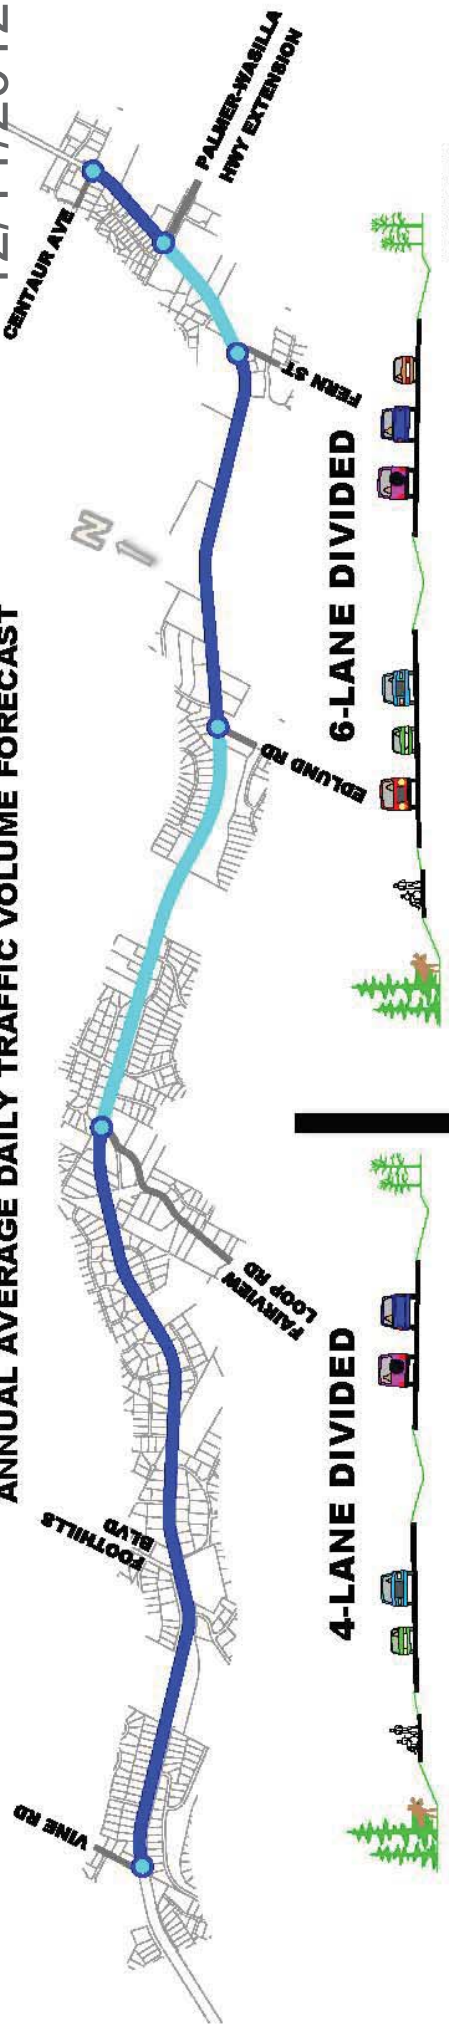 ANNUAL AVERAGE DAILY TRAFFIC VOLUME FORECAST
VINE RD
FOOTHILLS
BLVD
FAIRVIEW
LOOP RD
EDLUND RD
N
FERN ST
CENTAUR AVE
PALMER-WASILLA
HWY EXTENSION
4-LANE DIVIDED
6-LANE DIVIDED